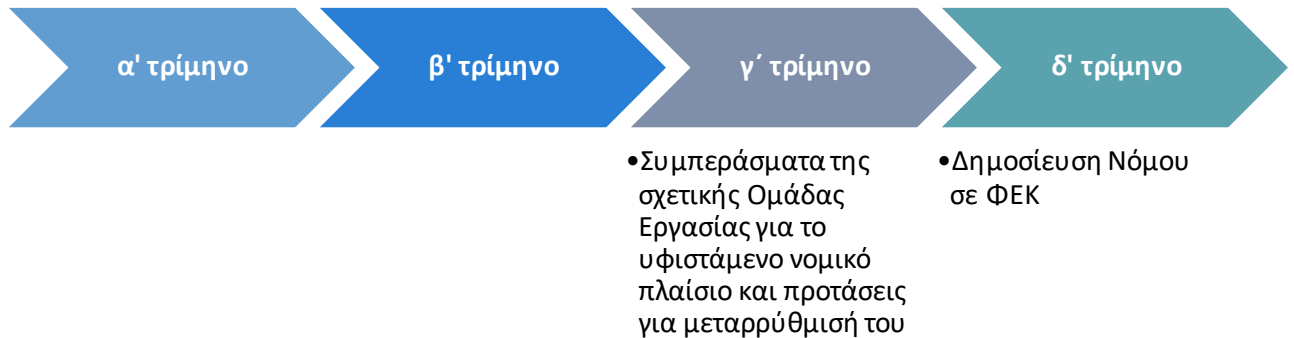 α' τρίμηνο
β' τρίμηνο
γ΄ τρίμηνο
δ' τρίμηνο
•Συμπεράσματα της
σχετικής Ομάδας
Εργασίας για το
υφιστάμενο νομικό
πλαίσιο και προτάσεις
για μεταρρύθμισή του
•Δημοσίευση Νόμου
σε ΦΕΚ